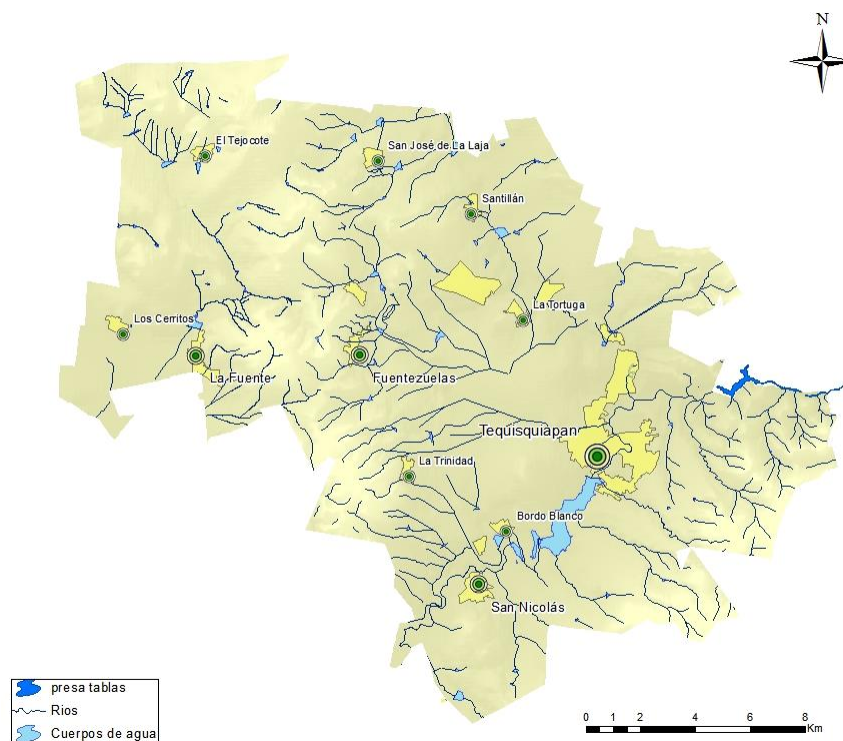 N
El Tejocote
San José de La Laja
Santillán
La Tortuga
Los Cerritos
La Fuente
Fuentezuelas
Tequisquiapan
La Trinidad
Bordo Blanco
San Nicolás
presa tablas
Rios
Cuerpos de agua
0 1 2 4 6 8
Km